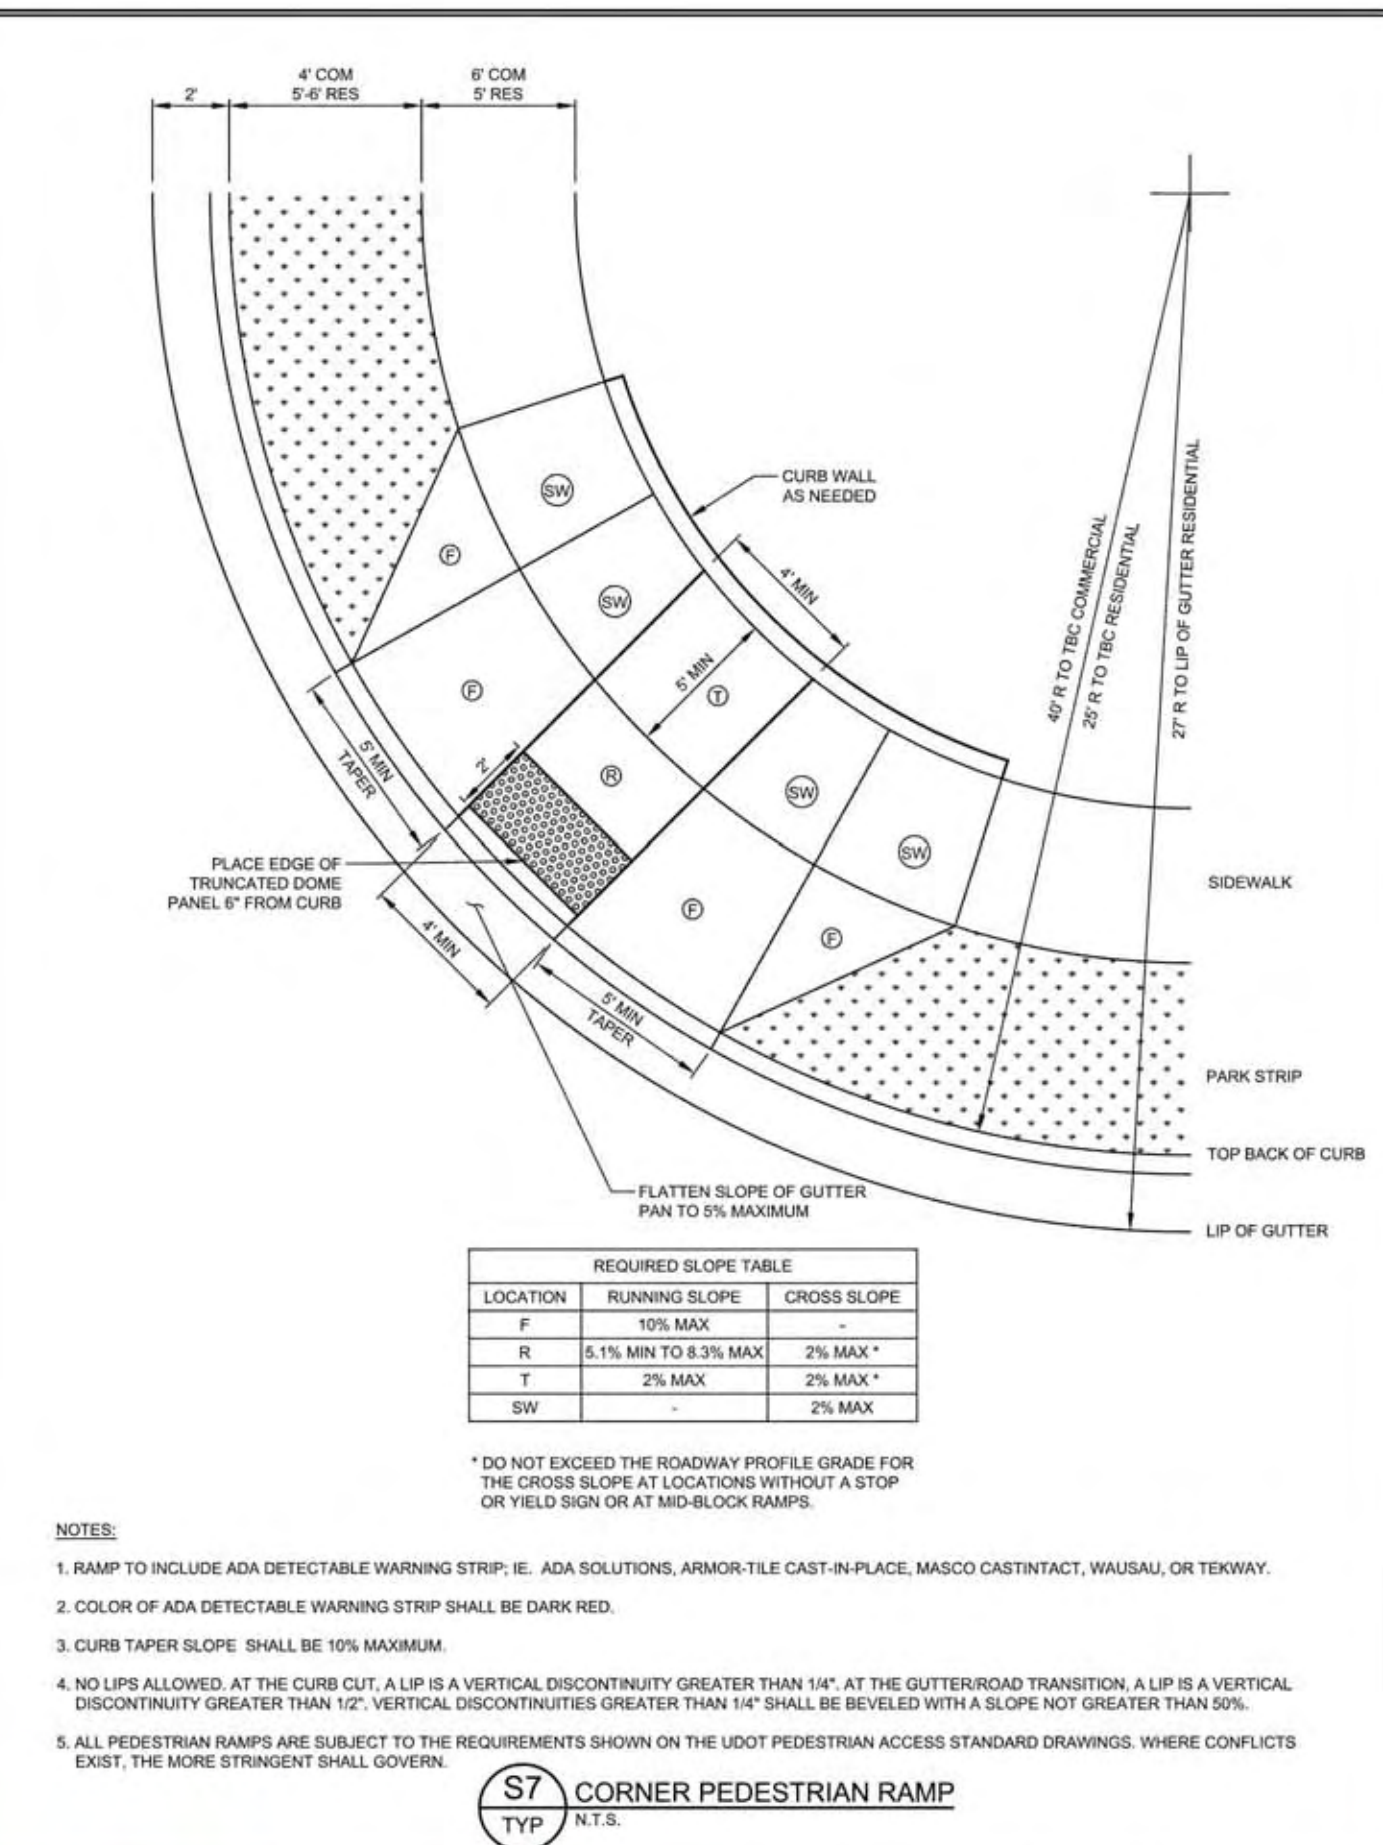 2'
4' COM
5'-6' RES
6' COM
5' RES
CURB WALL
AS NEEDED
SW
F
SW
4' MIN
5' MIN
T
F
R
2'
5' MIN
TAPER
SW
SW
F
F
PLACE EDGE OF
TRUNCATED DOME
PANEL 6" FROM CURB
4' MIN
5' MIN
TAPER
40' R TO TBC COMMERCIAL
25' R TO TBC RESIDENTIAL
27' R TO LIP OF GUTTER RESIDENTIAL
SIDEWALK
PARK STRIP
TOP BACK OF CURB
LIP OF GUTTER
FLATTEN SLOPE OF GUTTER
PAN TO 5% MAXIMUM
REQUIRED SLOPE TABLE
LOCATION RUNNING SLOPE CROSS SLOPE
F 10% MAX -
R 5.1% MIN TO 8.3% MAX 2% MAX *
T 2% MAX 2% MAX *
SW - 2% MAX
* DO NOT EXCEED THE ROADWAY PROFILE GRADE FOR
THE CROSS SLOPE AT LOCATIONS WITHOUT A STOP
OR YIELD SIGN OR AT MID-BLOCK RAMPS.
NOTES:
1. RAMP TO INCLUDE ADA DETECTABLE WARNING STRIP; IE. ADA SOLUTIONS, ARMOR-TILE CAST-IN-PLACE, MASCO CASTINTACT, WAUSAU, OR TEKWAY.
2. COLOR OF ADA DETECTABLE WARNING STRIP SHALL BE DARK RED.
3. CURB TAPER SLOPE SHALL BE 10% MAXIMUM.
4. NO LIPS ALLOWED. AT THE CURB CUT, A LIP IS A VERTICAL DISCONTINUITY GREATER THAN 1/4". AT THE GUTTER/ROAD TRANSITION, A LIP IS A VERTICAL
DISCONTINUITY GREATER THAN 1/2". VERTICAL DISCONTINUITIES GREATER THAN 1/4" SHALL BE BEVELED WITH A SLOPE NOT GREATER THAN 50%.
5. ALL PEDESTRIAN RAMPS ARE SUBJECT TO THE REQUIREMENTS SHOWN ON THE UDOT PEDESTRIAN ACCESS STANDARD DRAWINGS. WHERE CONFLICTS
EXIST, THE MORE STRINGENT SHALL GOVERN.
S7
TYP
CORNER PEDESTRIAN RAMP
N.T.S.